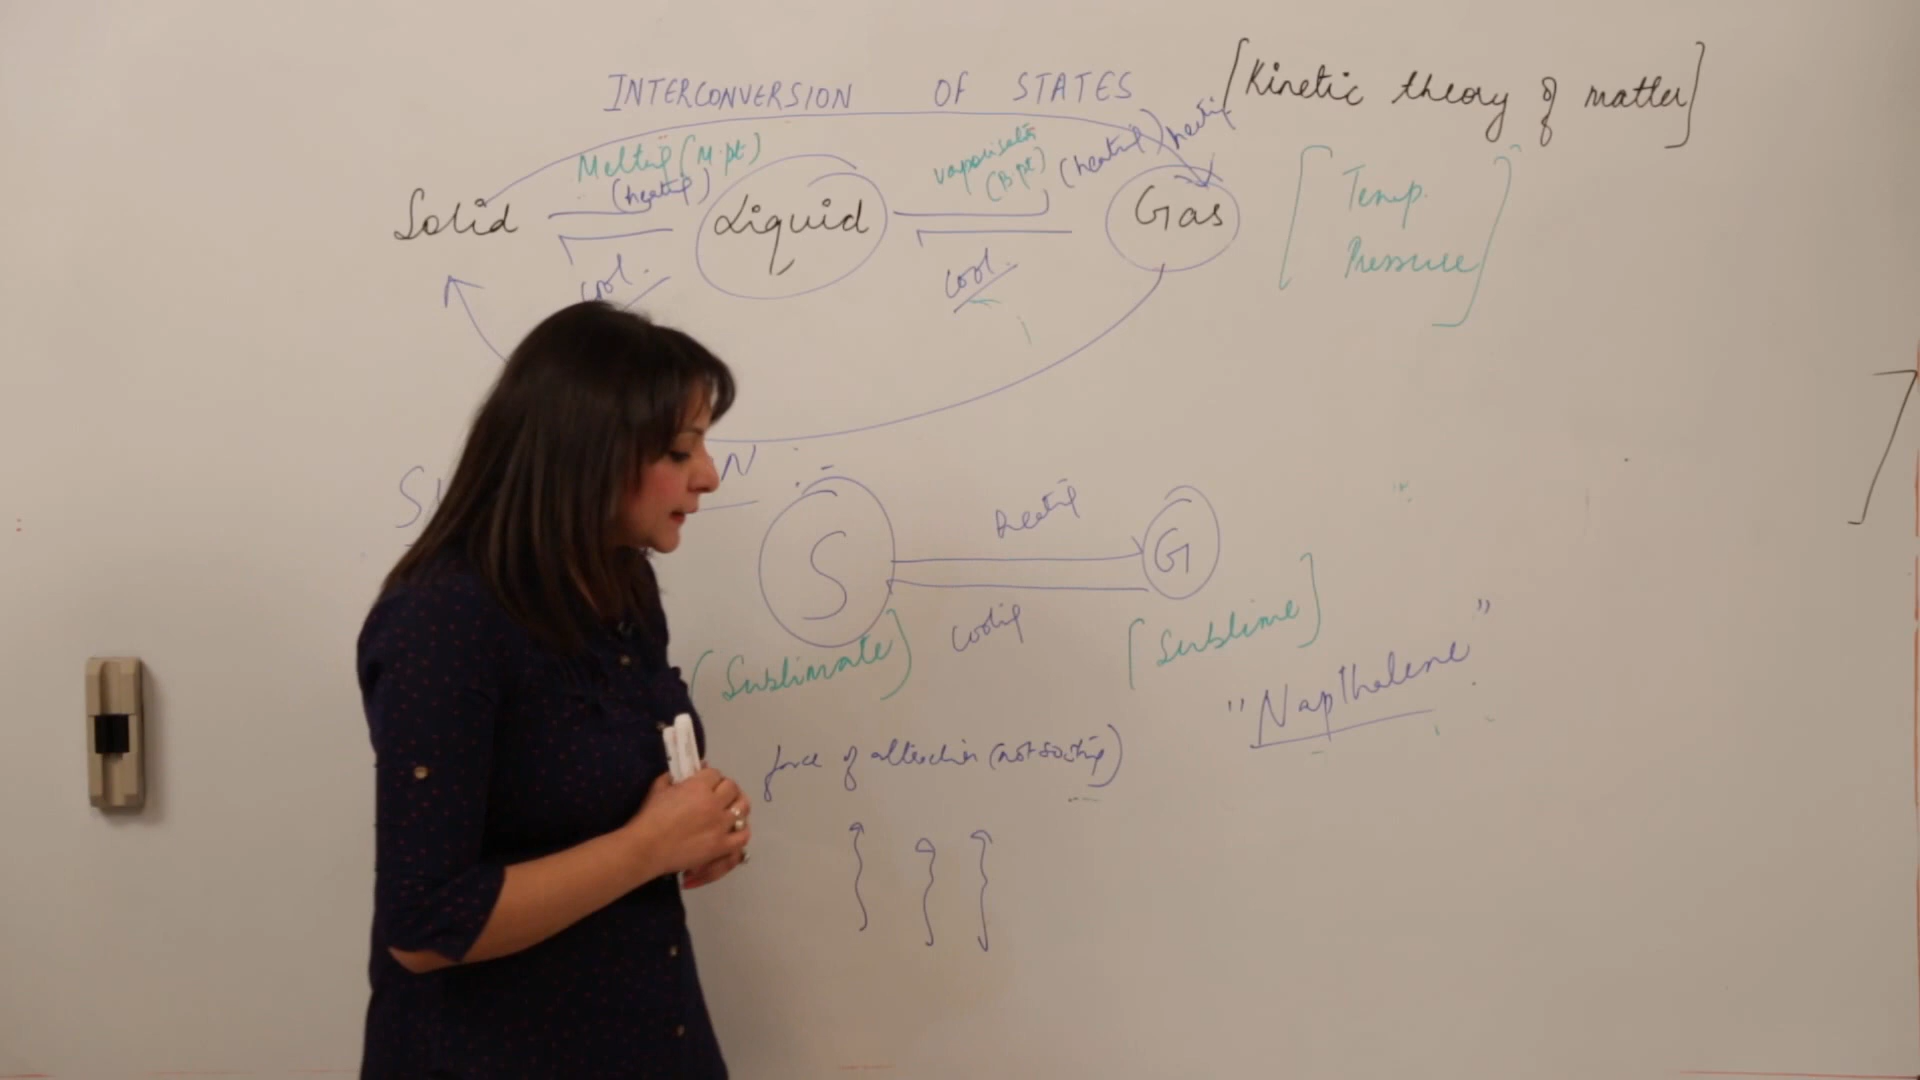 INTERCONVERSION OF STATES [Kinetic theory of matter]
Melting (M.pt) vaporisation (B pt) (heating) heating
(heating)
Solid Liquid Gas [Temp.
Pressure]
cool. cool.
S N
S heating G
cooling
(Sublimate] [Sublime]
"Napthalene"
force of attraction (not so strong)